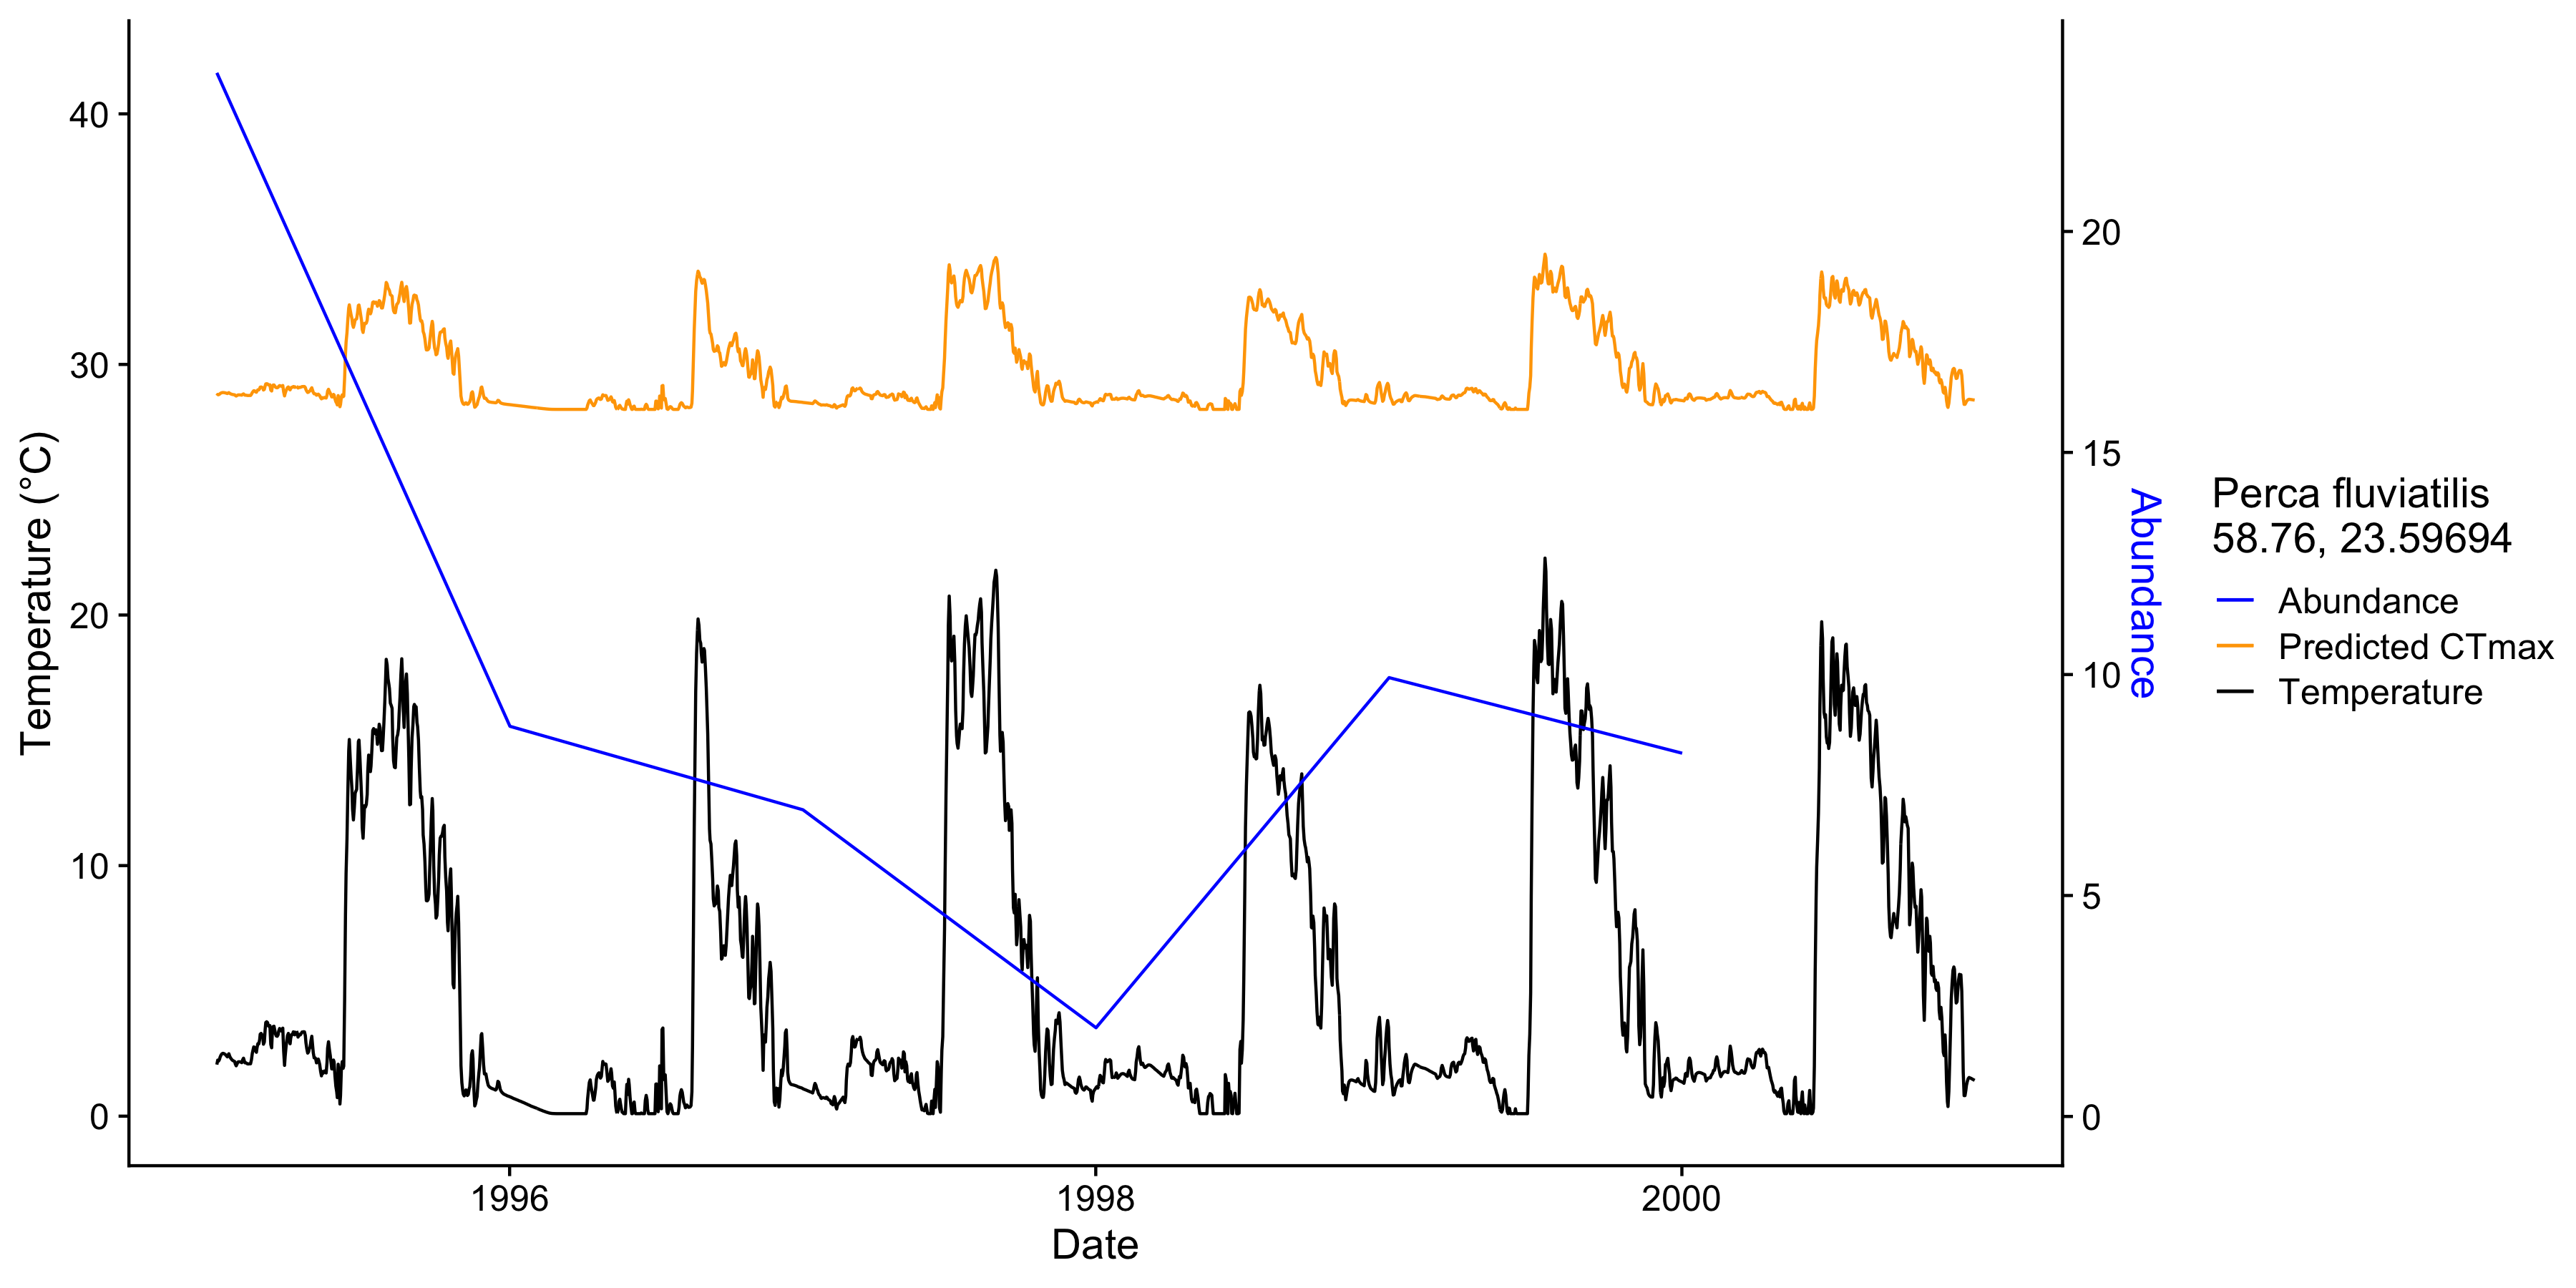 40
30
20
10
0
Temperature (°C)
1996
1998
2000
Date
20
15
10
5
0
Abundance
Perca fluviatilis
58.76, 23.59694
Abundance
Predicted CTmax
Temperature